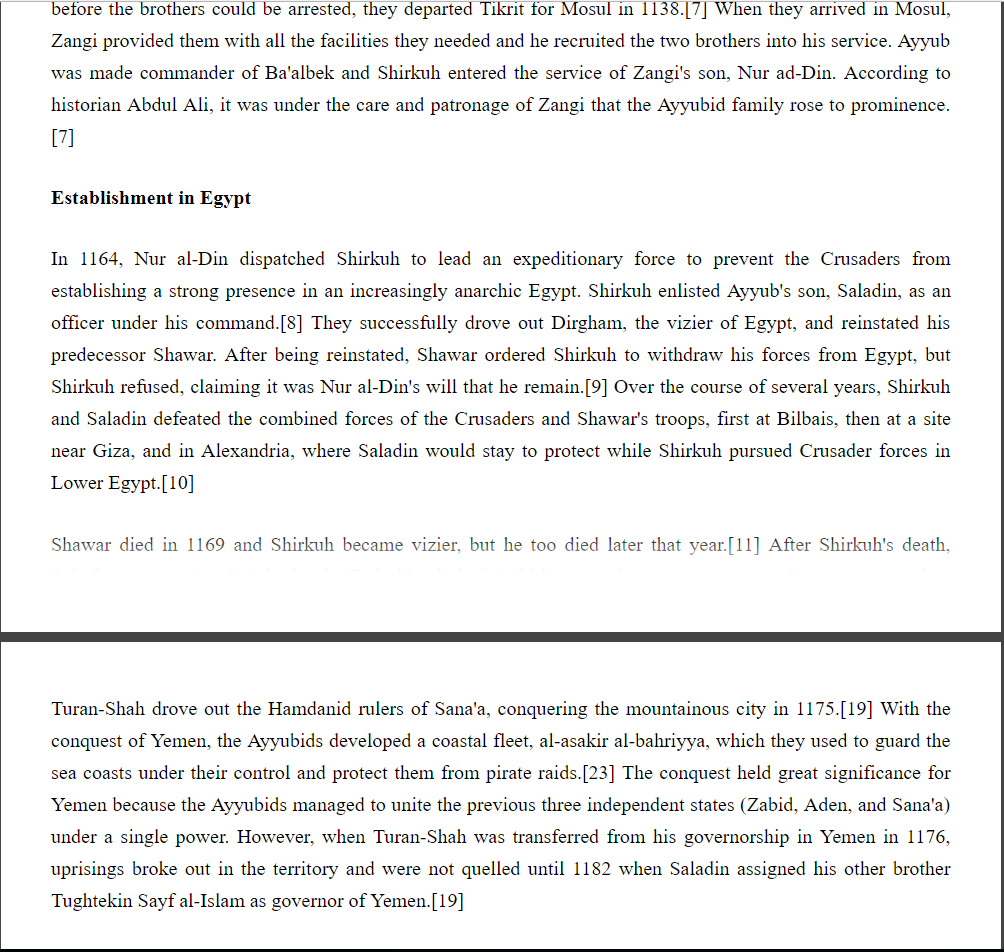 before the brothers could be arrested, they departed Tikrit for Mosul in 1138.[7] When they arrived in Mosul,
Zangi provided them with all the facilities they needed and he recruited the two brothers into his service. Ayyub
was made commander of Ba'albek and Shirkuh entered the service of Zangi's son, Nur ad-Din. According to
historian Abdul Ali, it was under the care and patronage of Zangi that the Ayyubid family rose to prominence.
[7]
Establishment in Egypt
In 1164, Nur al-Din dispatched Shirkuh to lead an expeditionary force to prevent the Crusaders from
establishing a strong presence in an increasingly anarchic Egypt. Shirkuh enlisted Ayyub's son, Saladin, as an
officer under his command.[8] They successfully drove out Dirgham, the vizier of Egypt, and reinstated his
predecessor Shawar. After being reinstated, Shawar ordered Shirkuh to withdraw his forces from Egypt, but
Shirkuh refused, claiming it was Nur al-Din's will that he remain.[9] Over the course of several years, Shirkuh
and Saladin defeated the combined forces of the Crusaders and Shawar's troops, first at Bilbais, then at a site
near Giza, and in Alexandria, where Saladin would stay to protect while Shirkuh pursued Crusader forces in
Lower Egypt.[10]
Shawar died in 1169 and Shirkuh became vizier, but he too died later that year.[11] After Shirkuh's death,
Turan-Shah drove out the Hamdanid rulers of Sana'a, conquering the mountainous city in 1175.[19] With the
conquest of Yemen, the Ayyubids developed a coastal fleet, al-asakir al-bahriyya, which they used to guard the
sea coasts under their control and protect them from pirate raids.[23] The conquest held great significance for
Yemen because the Ayyubids managed to unite the previous three independent states (Zabid, Aden, and Sana'a)
under a single power. However, when Turan-Shah was transferred from his governorship in Yemen in 1176,
uprisings broke out in the territory and were not quelled until 1182 when Saladin assigned his other brother
Tughtekin Sayf al-Islam as governor of Yemen.[19]